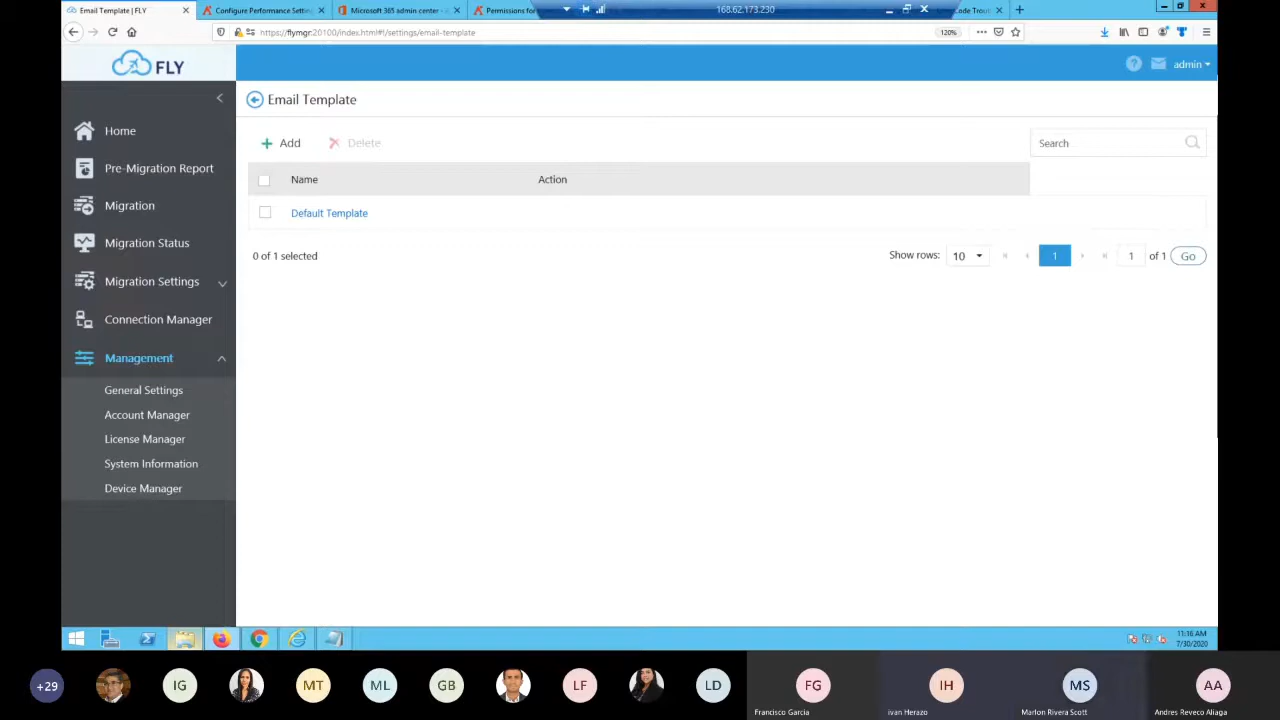 Email Template | FLY
Configure Performance Settin
Microsoft 365 admin center - 
Permissions for
168.62.173.230
Code Trou
https://flymgr:20100/index.html#!/settings/email-template
120%
FLY
admin
Email Template
Home
Pre-Migration Report
Migration
Migration Status
Migration Settings
Connection Manager
Management
General Settings
Account Manager
License Manager
System Information
Device Manager
Add
Delete
Search
Name
Action
Default Template
0 of 1 selected
Show rows:
10
1
1
of 1
Go
11:16 AM
7/30/2020
+29
IG
MT
ML
GB
LF
LD
FG
IH
MS
AA
Francisco Garcia
ivan Herazo
Marlon Rivera Scott
Andres Reveco Aliaga